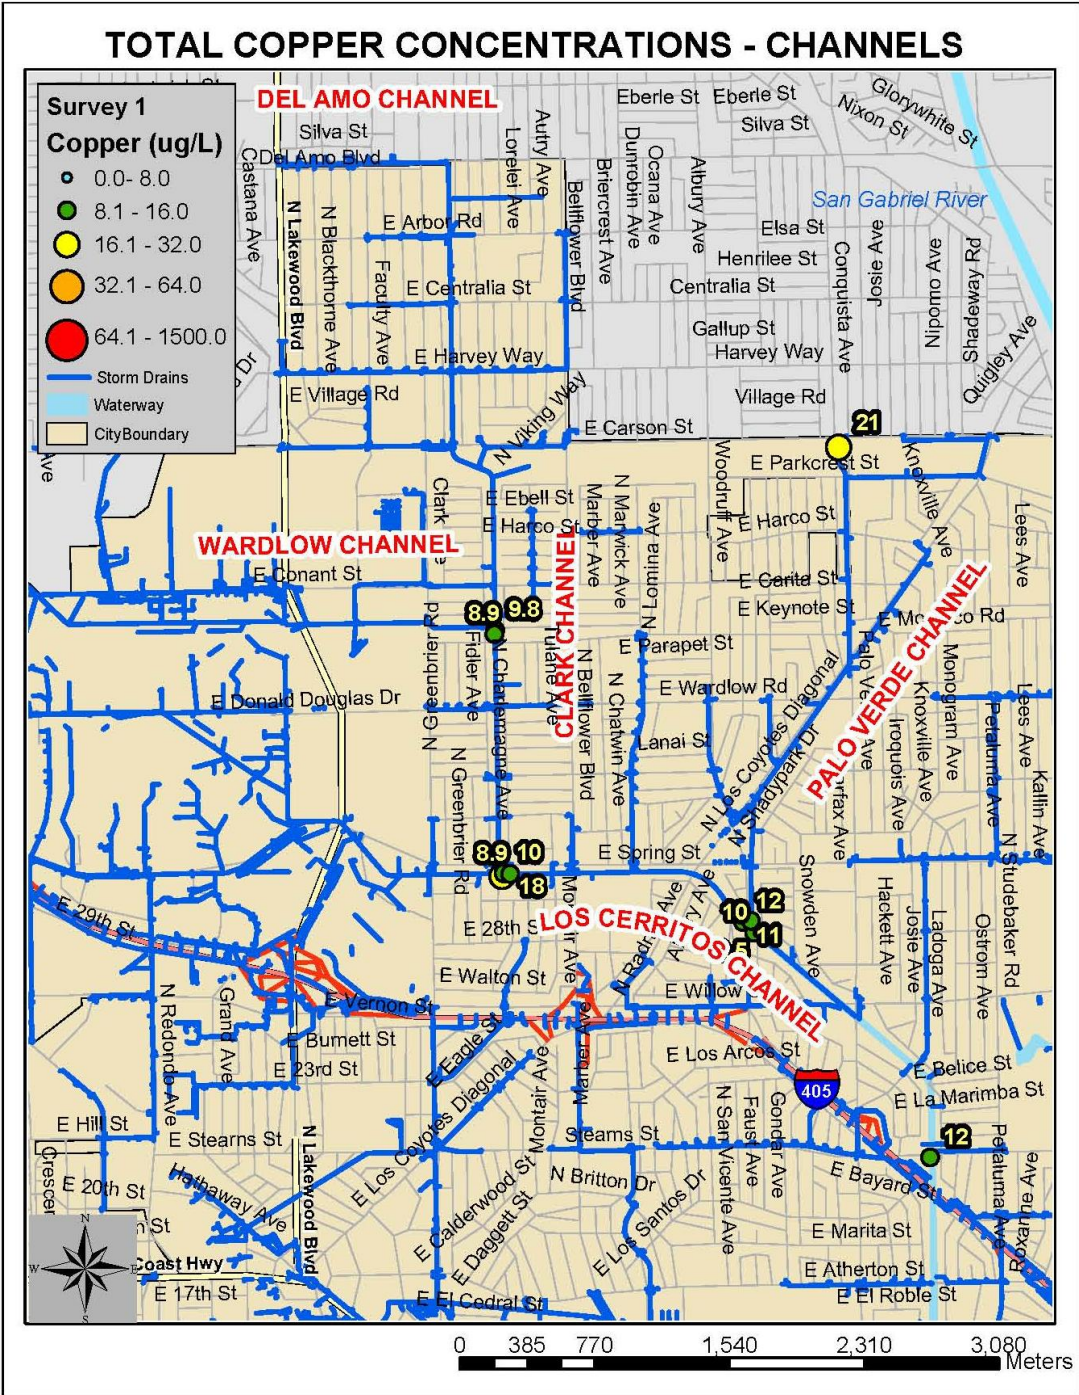 TOTAL COPPER CONCENTRATIONS - CHANNELS
Survey 1
Copper (ug/L)
0.0- 8.0
8.1 - 16.0
16.1 - 32.0
32.1 - 64.0
64.1 - 1500.0
Storm Drains
Waterway
CityBoundary
DEL AMO CHANNEL
Silva St
Del Amo Blvd
Castana Ave
N Lakewood Blvd
N Blackthorne Ave
Faculty Ave
E Arbor Rd
Lorelei Ave
Autry Ave
E Centralia St
E Harvey Way
E Village Rd
Bellflower Blvd
Briercrest Ave
Dunrobin Ave
Ocana Ave
Albury Ave
Eberle St
Eberle St
Silva St
Nixon St
Glorywhite St
San Gabriel River
Elsa St
Henrilee St
Centralia St
Gallup St
Harvey Way
Village Rd
Conquista Ave
Josie Ave
Nipomo Ave
Shadeway Rd
Quigley Ave
Dr
N Viking Way
E Carson St
21
E Parkcrest St
Ave
Clark
E Ebell St
E Harco St
WARDLOW CHANNEL
E Conant St
Marber Ave
N Marwick Ave
N Lomina Ave
Woodruff Ave
E Harco St
Knoxville Ave
Lees Ave
E Carita St
E Keynote St
8.9
9.8
CLARK CHANNEL
N Greenbrier Rd
Fidler Ave
N Charlemagne Ave
Tulane Ave
N Bellflower Blvd
N Chatwin Ave
E Parapet St
E Wardlow Rd
Lanai St
E Donald Douglas Dr
N Los Coyotes Diagonal
N Shadypark Dr
PALO VERDE CHANNEL
Iroquois Ave
Knoxville Ave
Monogram Ave
Petaluma Ave
Lees Ave
Kallin Ave
N Greenbrier Rd
8.9
10
18
E Spring St
Snowden Ave
Hackett Ave
Josie Ave
Ladoga Ave
Ostrom Ave
N Studebaker Rd
E 29th St
E 28th S
LOS CERRITOS CHANNEL
10
12
11
5
E Walton St
E Willow
E Vernon St
N Redondo Ave
Grand Ave
E Burnett St
E 23rd St
E Eagle St
Montair Ave
Marber Ave
E Los Arcos St
405
E Belice St
E La Marimba St
E Hill St
E Stearns St
N Lakewood Blvd
E Los Coyotes Diagonal
Stearns St
N San Vicente Ave
Faust Ave
Gondar Ave
12
E Bayard St
Petaluma Ave
Roxanne Ave
Crescen
E 20th St
Hathaway Ave
E Calderwood St
E Daggett St
N Britton Dr
E Los Santos Dr
E Marita St
E Atherton St
E El Roble St
n St
Coast Hwy
E 17th St
E El Cedral St
N
W
E
S
0 385 770 1,540 2,310 3,080
Meters